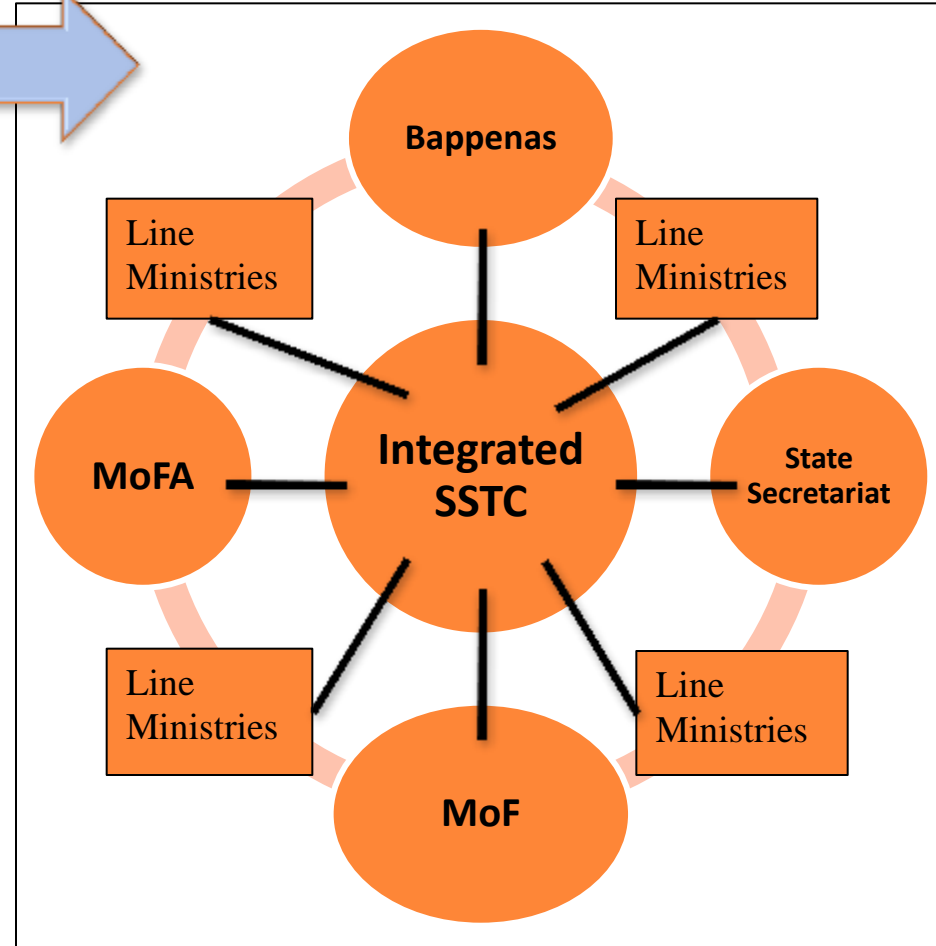 Bappenas
Line
Ministries
Line
Ministries
MoFA
Integrated
SSTC
State
Secretariat
Line
Ministries
Line
Ministries
MoF